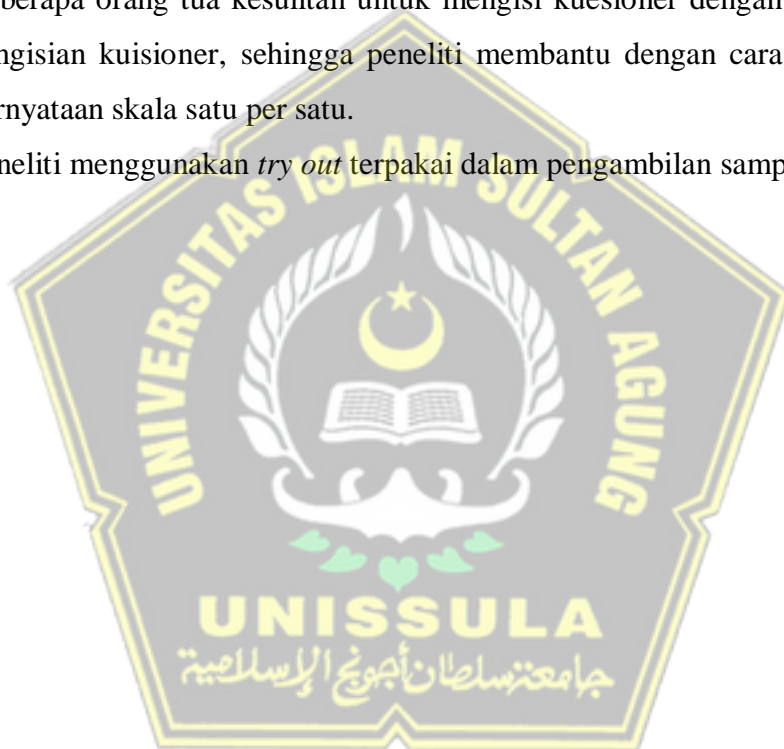 berapa orang tua kesulitan untuk mengisi kuesioner dengan
ngisian kuisioner, sehingga peneliti membantu dengan cara
rnyataan skala satu per satu.
neliti menggunakan try out terpakai dalam pengambilan samp
UNIVERSITAS ISLAM SULTAN AGUNG
UNISSULA
جامعة سلطان أجونج الإسلامية